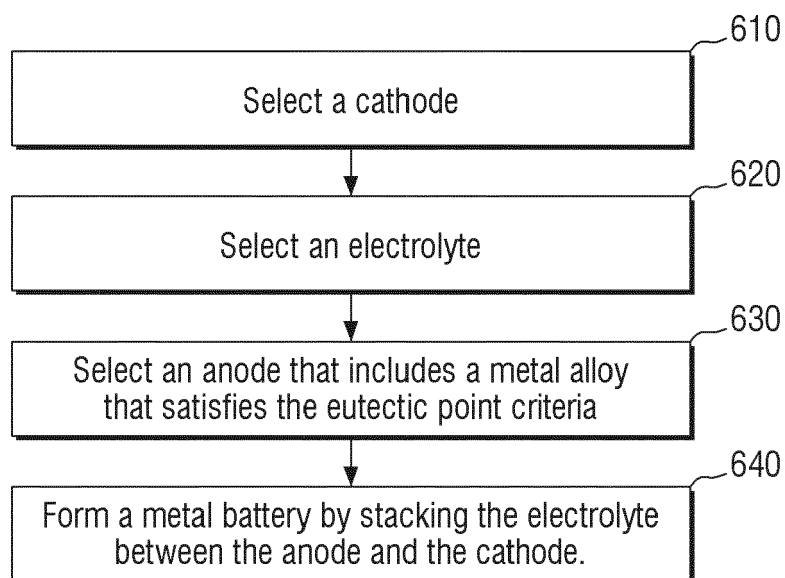 610
Select a cathode
620
Select an electrolyte
630
Select an anode that includes a metal alloy
that satisfies the eutectic point criteria
640
Form a metal battery by stacking the electrolyte
between the anode and the cathode.